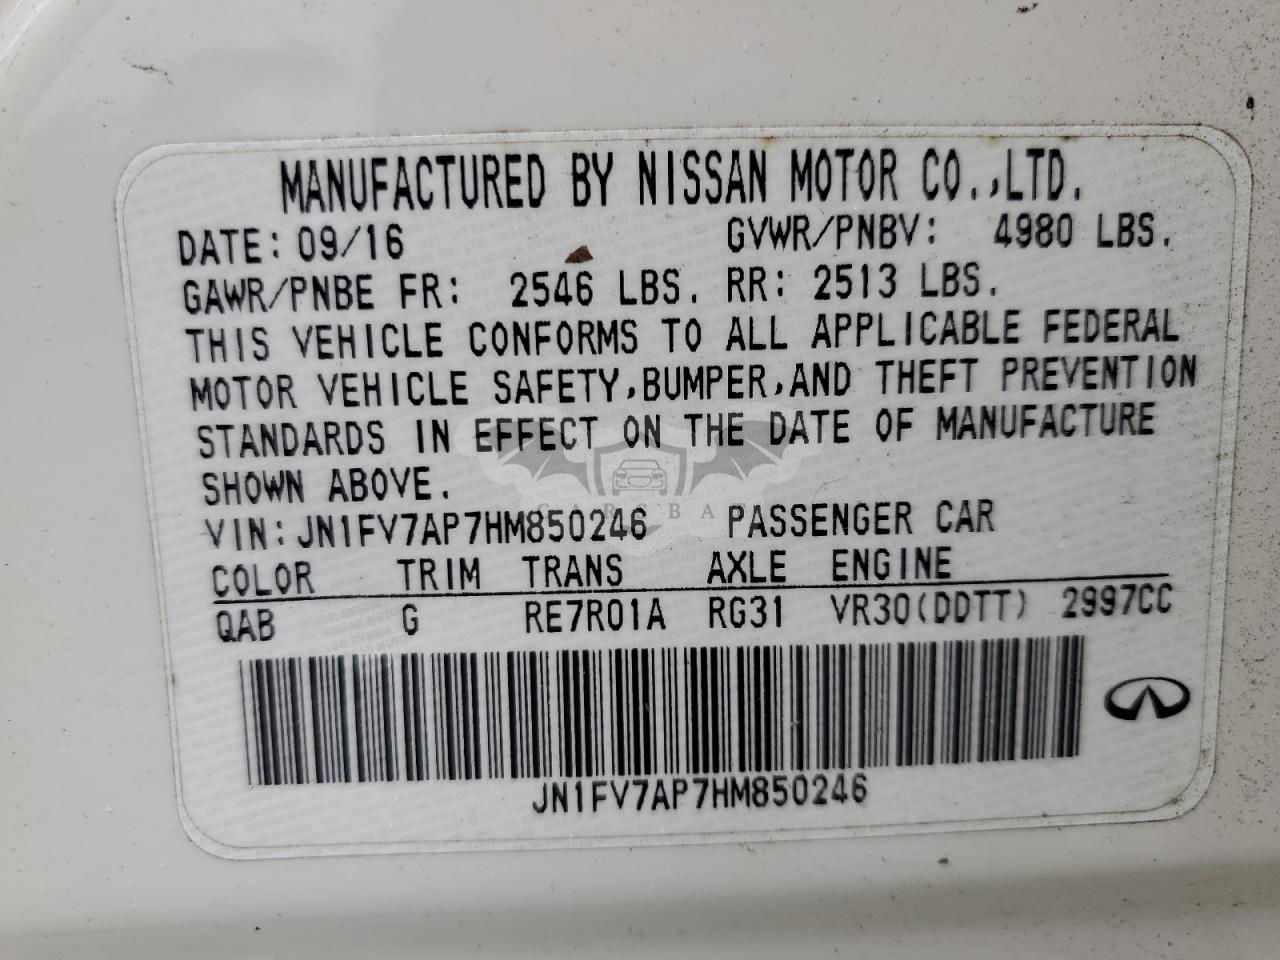 MANUFACTURED BY NISSAN MOTOR CO.,LTD.
DATE: 09/16 GVWR/PNBV: 4980 LBS.
GAWR/PNBE FR: 2546 LBS. RR: 2513 LBS.
THIS VEHICLE CONFORMS TO ALL APPLICABLE FEDERAL
MOTOR VEHICLE SAFETY,BUMPER,AND THEFT PREVENTION
STANDARDS IN EFFECT ON THE DATE OF MANUFACTURE
SHOWN ABOVE.
VIN: JN1FV7AP7HM850246 PASSENGER CAR
COLOR TRIM TRANS AXLE ENGINE
QAB G RE7R01A RG31 VR30(DDTT) 2997CC
JN1FV7AP7HM850246